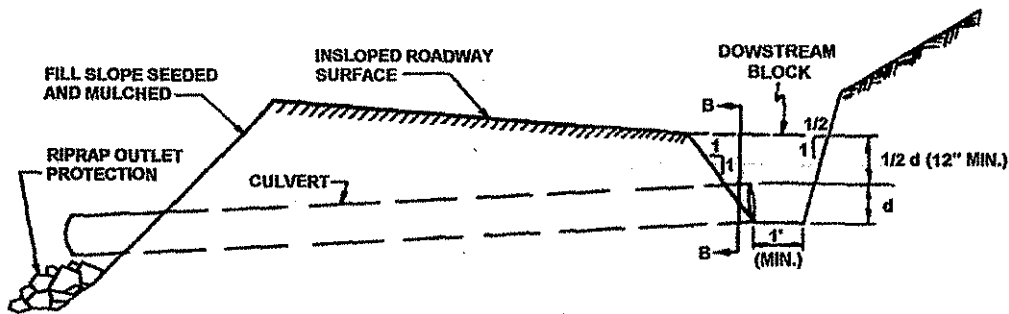 INSLOPED ROADWAY
SURFACE
DOWSTREAM
BLOCK
FILL SLOPE SEEDED
AND MULCHED
B
1/2
1
1
1
1/2 d (12" MIN.)
RIPRAP OUTLET
PROTECTION
CULVERT
d
B
1'
(MIN.)